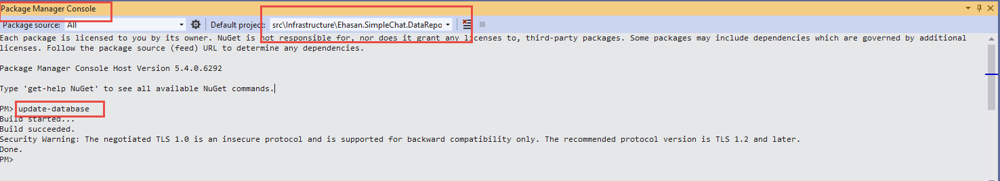 Package Manager Console
Package source: All Default project: src\Infrastructure\Ehasan.SimpleChat.DataRepo
Each package is licensed to you by its owner. NuGet is not responsible for, nor does it grant any licenses to, third-party packages. Some packages may include dependencies which are governed by additional
licenses. Follow the package source (feed) URL to determine any dependencies.
Package Manager Console Host Version 5.4.0.6292
Type 'get-help NuGet' to see all available NuGet commands.
PM> update-database
Build started...
Build succeeded.
Security Warning: The negotiated TLS 1.0 is an insecure protocol and is supported for backward compatibility only. The recommended protocol version is TLS 1.2 and later.
Done.
PM>